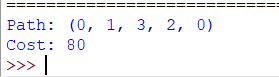 ================================
Path: (0, 1, 3, 2, 0)
Cost: 80
>>>